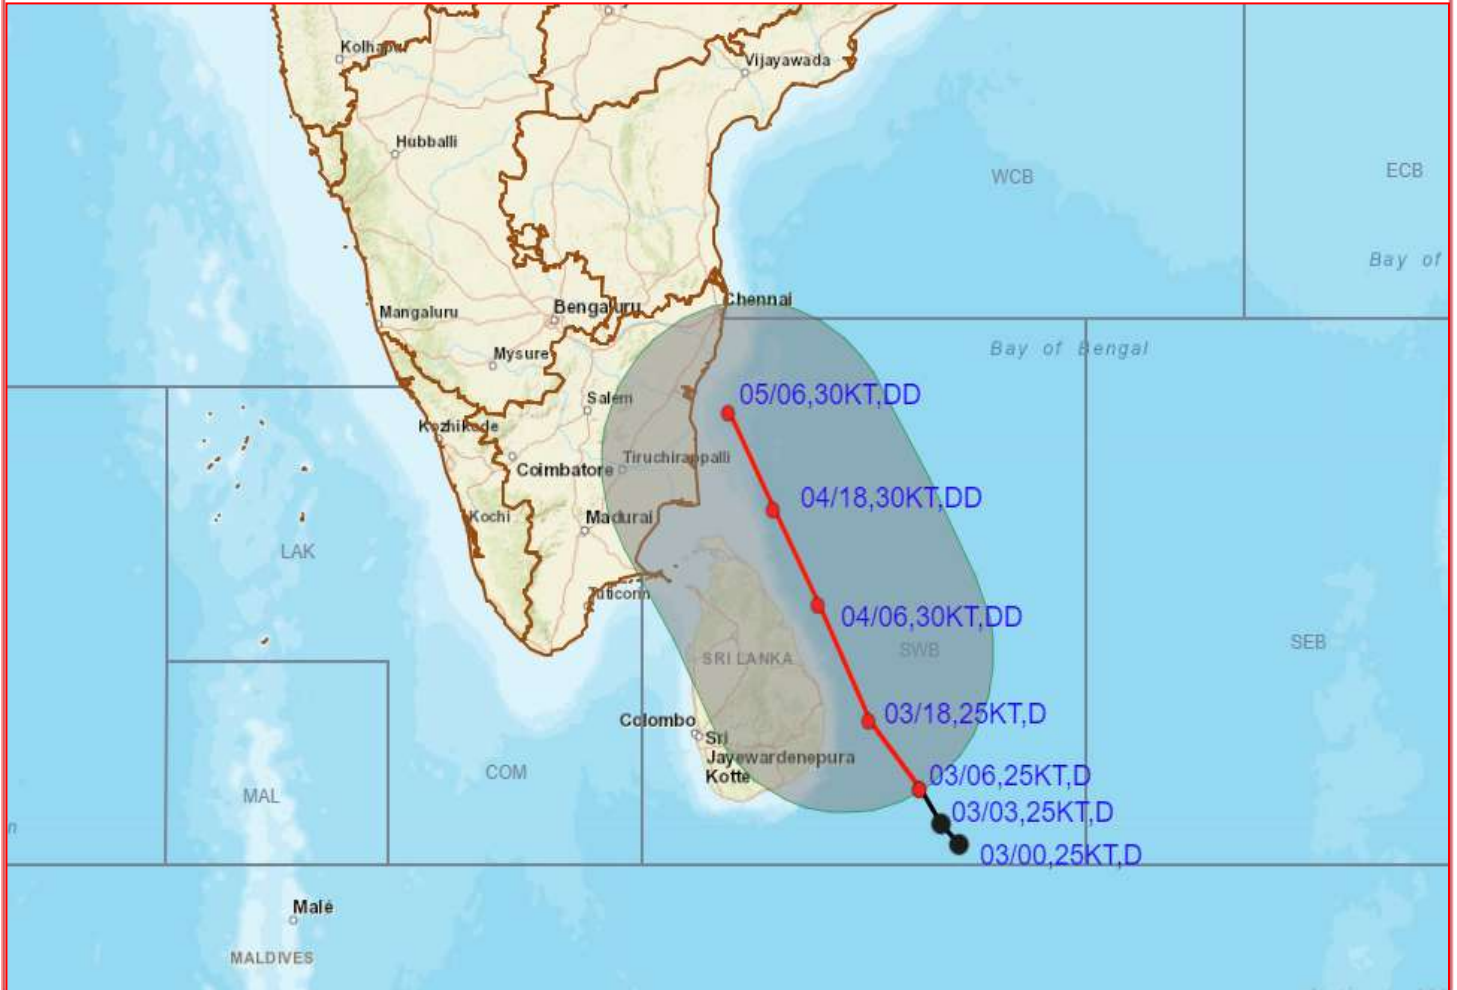 Kolhapur
Vijayawada
Hubballi
WCB
ECB
Bay of
Chennai
Bengaluru
Mangaluru
Bay of Bengal
Mysure
05/06,30KT,DD
Salem
Kozhikode
Tiruchirappalli
Coimbatore
04/18,30KT,DD
Kochi
Madurai
LAK
Tuticorin
04/06,30KT,DD
SWB
SEB
SRI LANKA
03/18,25KT,D
Colombo
Sri
Jayewardenepura
Kotte
COM
03/06,25KT,D
MAL
03/03,25KT,D
n
03/00,25KT,D
Malé
MALDIVES